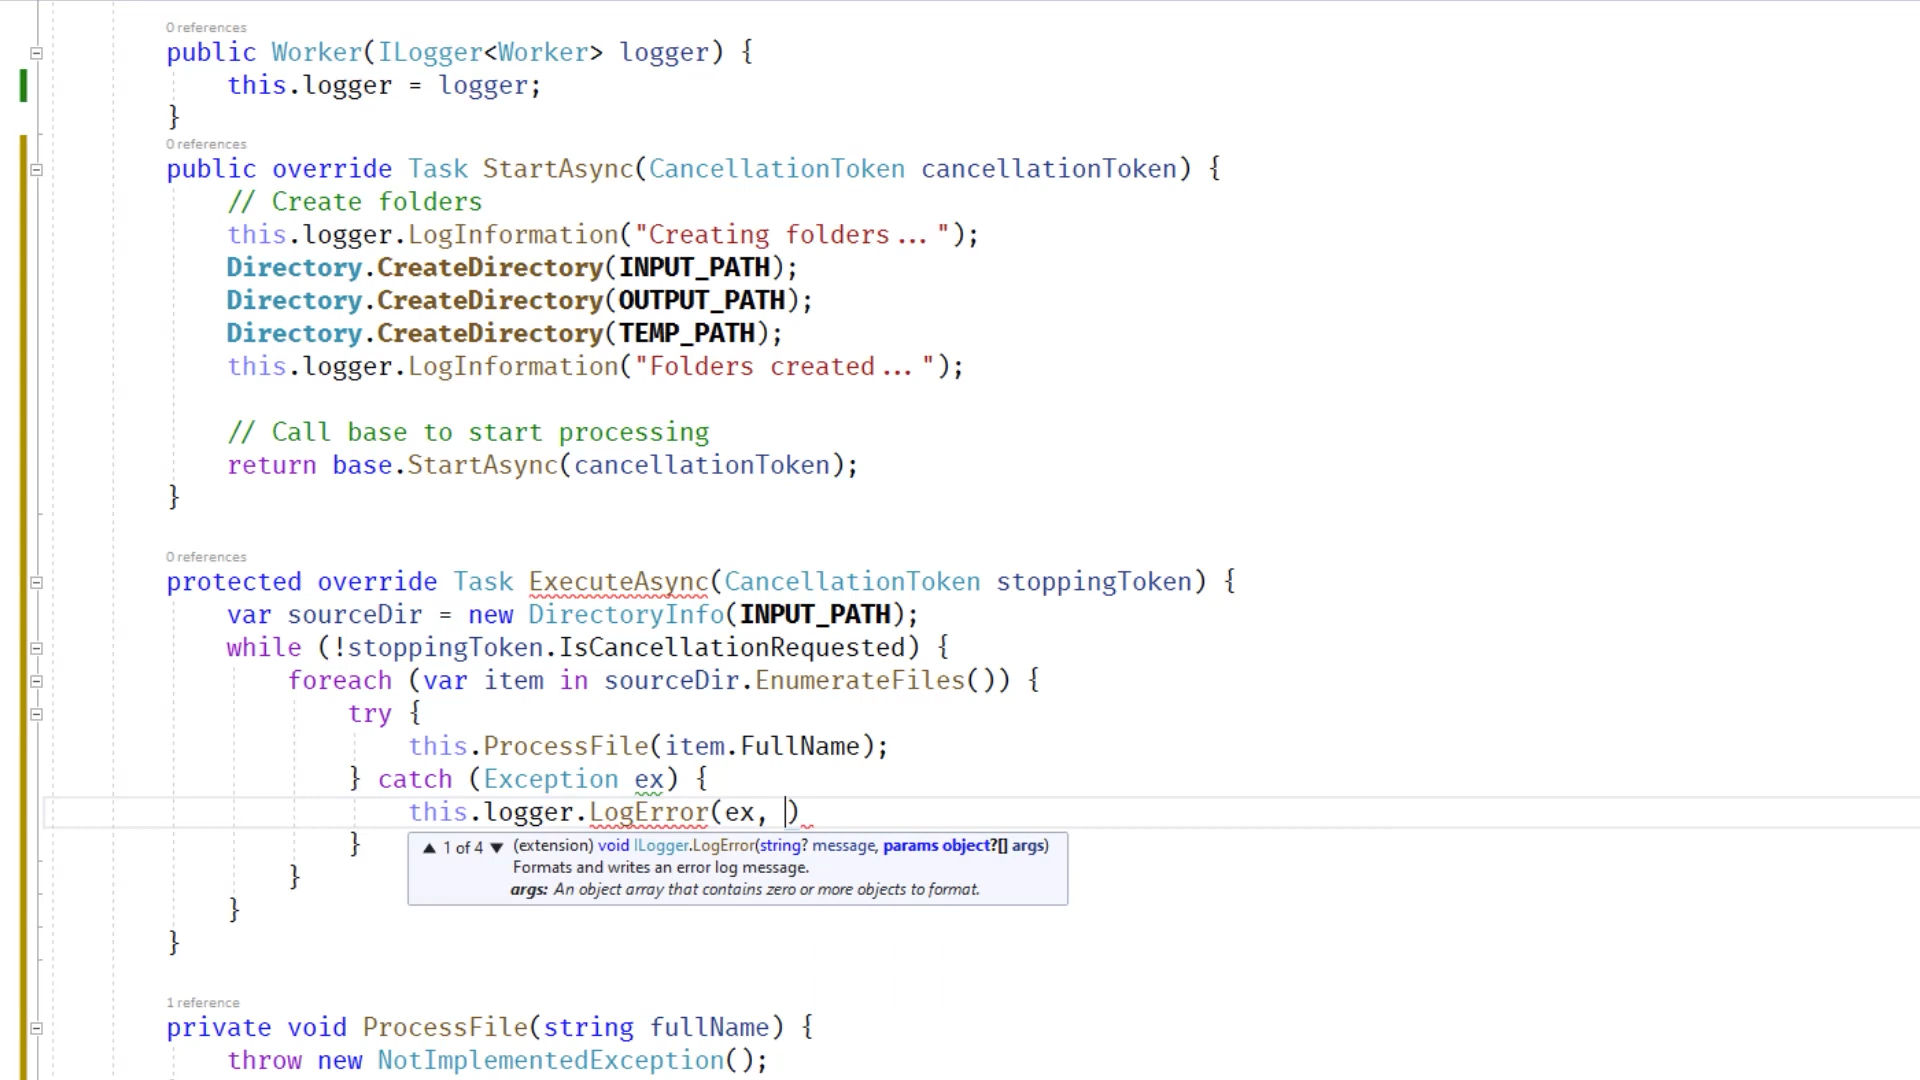 0 references
public Worker(ILogger<Worker> logger) {
this.logger = logger;
}
0 references
public override Task StartAsync(CancellationToken cancellationToken) {
// Create folders
this.logger.LogInformation("Creating folders...");
Directory.CreateDirectory(INPUT_PATH);
Directory.CreateDirectory(OUTPUT_PATH);
Directory.CreateDirectory(TEMP_PATH);
this.logger.LogInformation("Folders created...");
// Call base to start processing
return base.StartAsync(cancellationToken);
}
0 references
protected override Task ExecuteAsync(CancellationToken stoppingToken) {
var sourceDir = new DirectoryInfo(INPUT_PATH);
while (!stoppingToken.IsCancellationRequested) {
foreach (var item in sourceDir.EnumerateFiles()) {
try {
this.ProcessFile(item.FullName);
} catch (Exception ex) {
this.logger.LogError(ex, )
}
▲ 1 of 4 ▼ (extension) void ILogger.LogError(string? message, params object?[] args)
Formats and writes an error log message.
args: An object array that contains zero or more objects to format.
}
}
}
1 reference
private void ProcessFile(string fullName) {
throw new NotImplementedException();